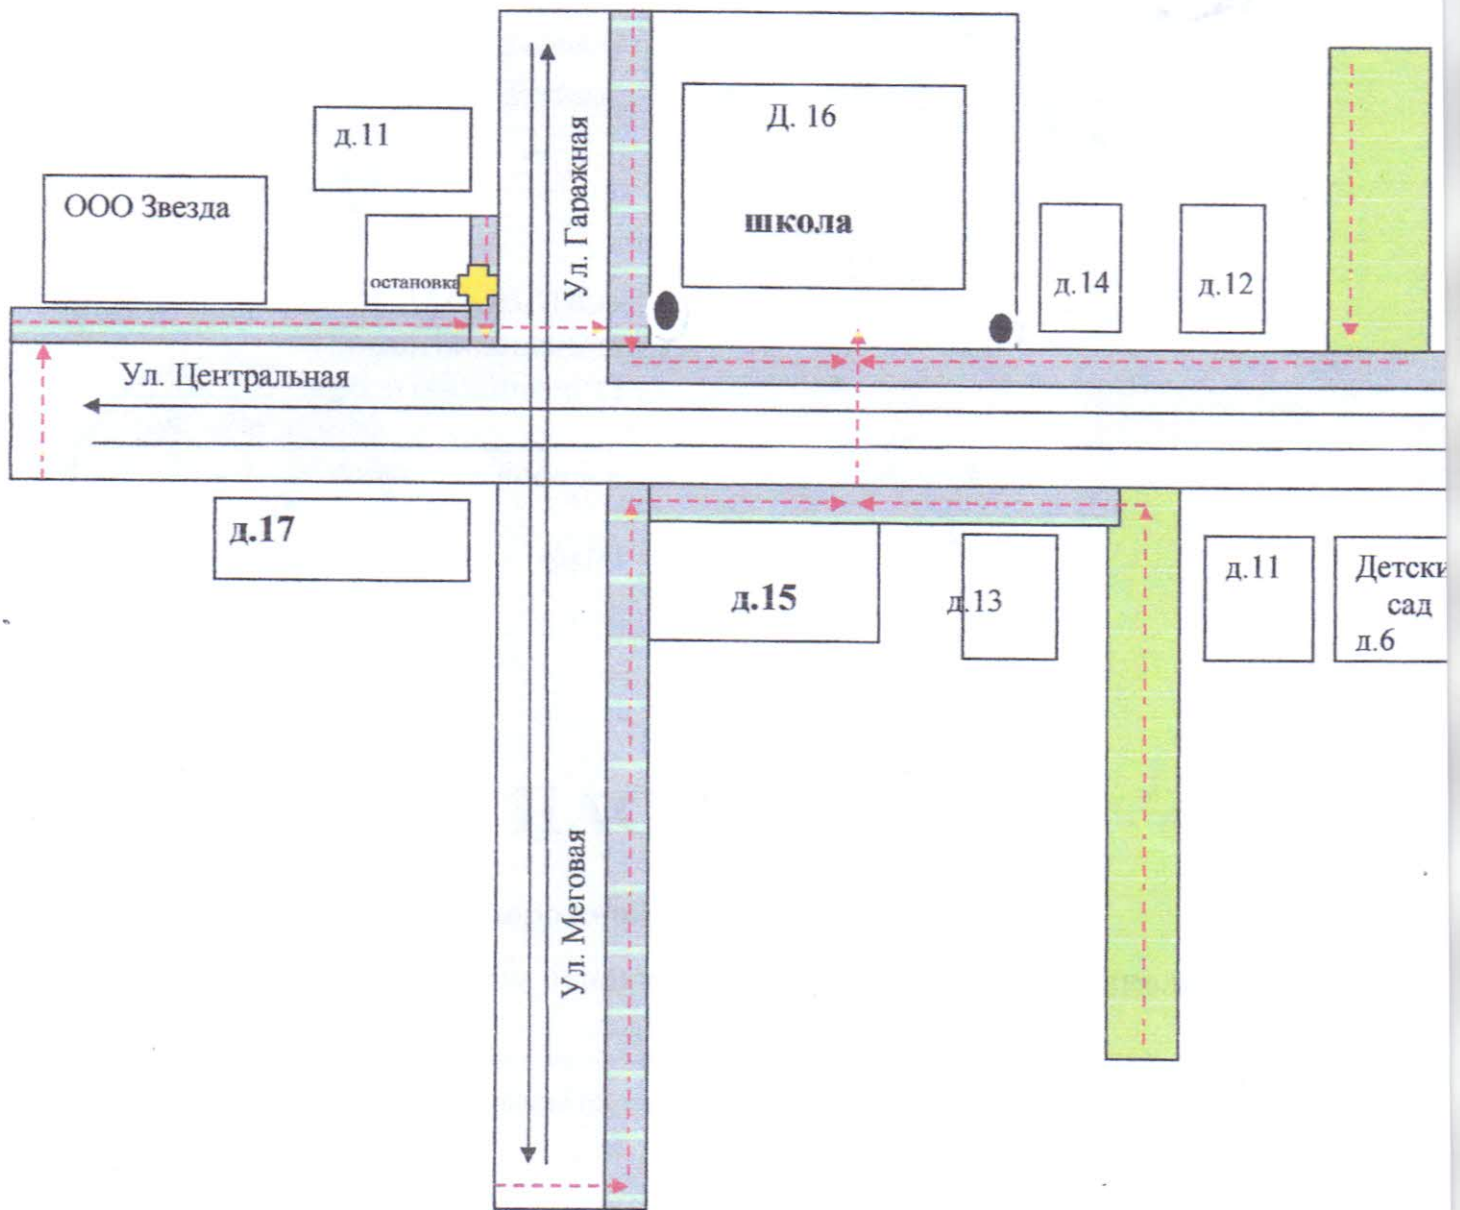 Д. 16
д.11
Ул. Гаражная
ООО Звезда
школа
остановка
д.14
д.12
Ул. Центральная
д.17
д.15
д.13
д.11
Детски
сад
д.6
Ул. Меговая